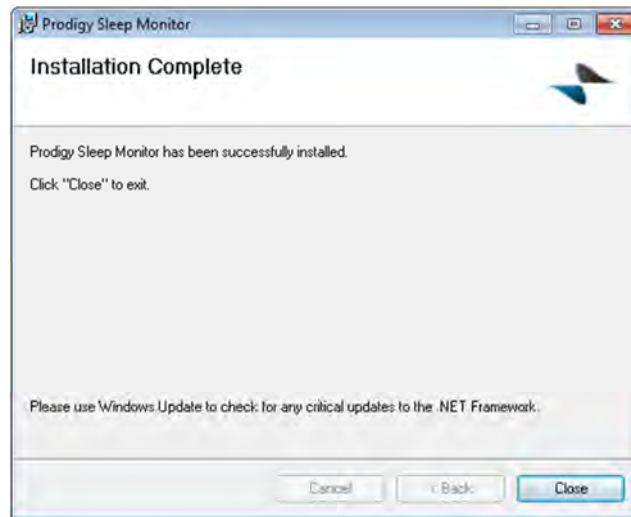 Prodigy Sleep Monitor
Installation Complete
Prodigy Sleep Monitor has been successfully installed.
Click "Close" to exit.
Please use Windows Update to check for any critical updates to the .NET Framework.
Cancel
< Back
Close